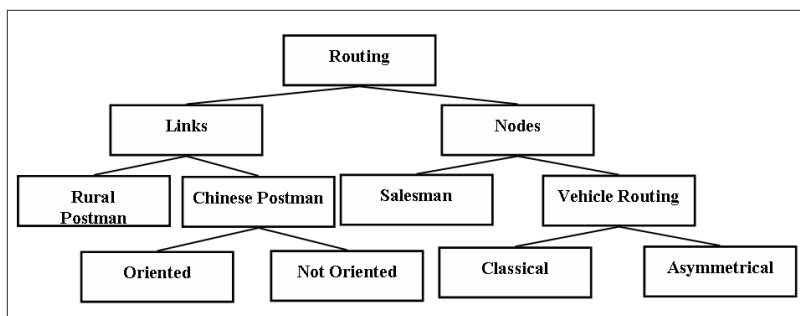 Routing
Links
Nodes
Rural
Postman
Chinese Postman
Salesman
Vehicle Routing
Oriented
Not Oriented
Classical
Asymmetrical